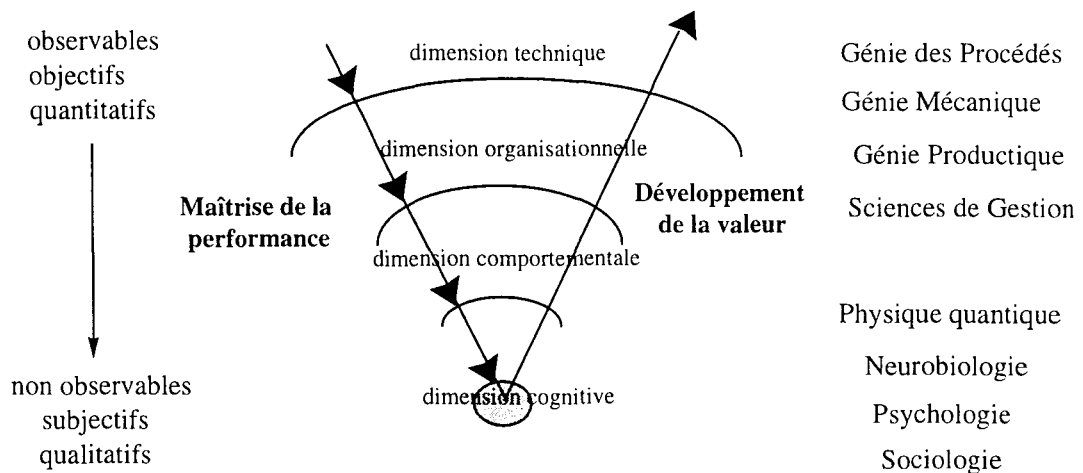 observables
objectifs
quantitatifs
non observables
subjectifs
qualitatifs
Maîtrise de la
performance
dimension technique
dimension organisationnelle
dimension comportementale
dimension cognitive
Développement
de la valeur
Génie des Procédés
Génie Mécanique
Génie Productique
Sciences de Gestion
Physique quantique
Neurobiologie
Psychologie
Sociologie